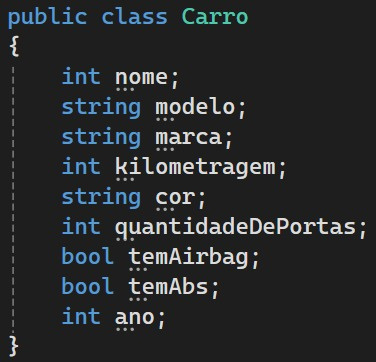 public class Carro
{
int nome;
string modelo;
string marca;
int kilometragem;
string cor;
int quantidadeDePortas;
bool temAirbag;
bool temAbs;
int ano;
}